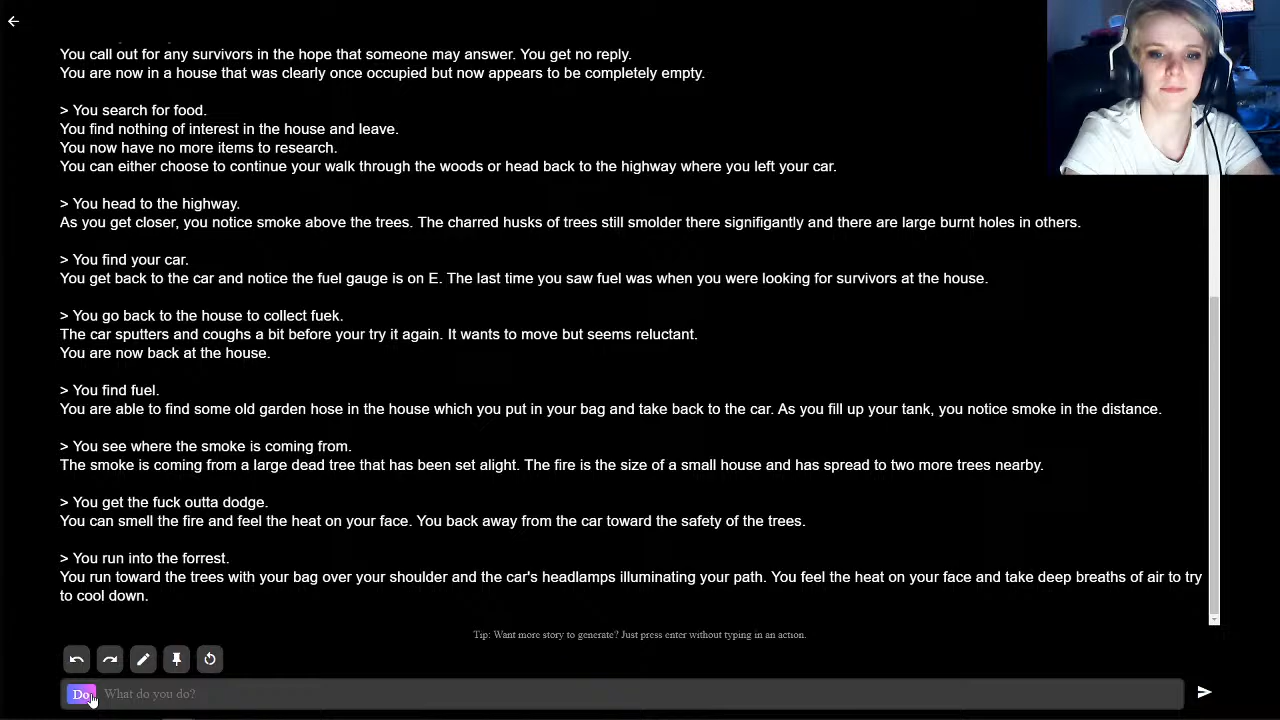 You call out for any survivors in the hope that someone may answer. You get no reply.
You are now in a house that was clearly once occupied but now appears to be completely empty.
> You search for food.
You find nothing of interest in the house and leave.
You now have no more items to research.
You can either choose to continue your walk through the woods or head back to the highway where you left your car.
> You head to the highway.
As you get closer, you notice smoke above the trees. The charred husks of trees still smolder there signifigantly and there are large burnt holes in others.
> You find your car.
You get back to the car and notice the fuel gauge is on E. The last time you saw fuel was when you were looking for survivors at the house.
> You go back to the house to collect fuek.
The car sputters and coughs a bit before your try it again. It wants to move but seems reluctant.
You are now back at the house.
> You find fuel.
You are able to find some old garden hose in the house which you put in your bag and take back to the car. As you fill up your tank, you notice smoke in the distance.
> You see where the smoke is coming from.
The smoke is coming from a large dead tree that has been set alight. The fire is the size of a small house and has spread to two more trees nearby.
> You get the fuck outta dodge.
You can smell the fire and feel the heat on your face. You back away from the car toward the safety of the trees.
> You run into the forrest.
You run toward the trees with your bag over your shoulder and the car's headlamps illuminating your path. You feel the heat on your face and take deep breaths of air to try
to cool down.
Tip: Want more story to generate? Just press enter without typing in an action.
Do What do you do?